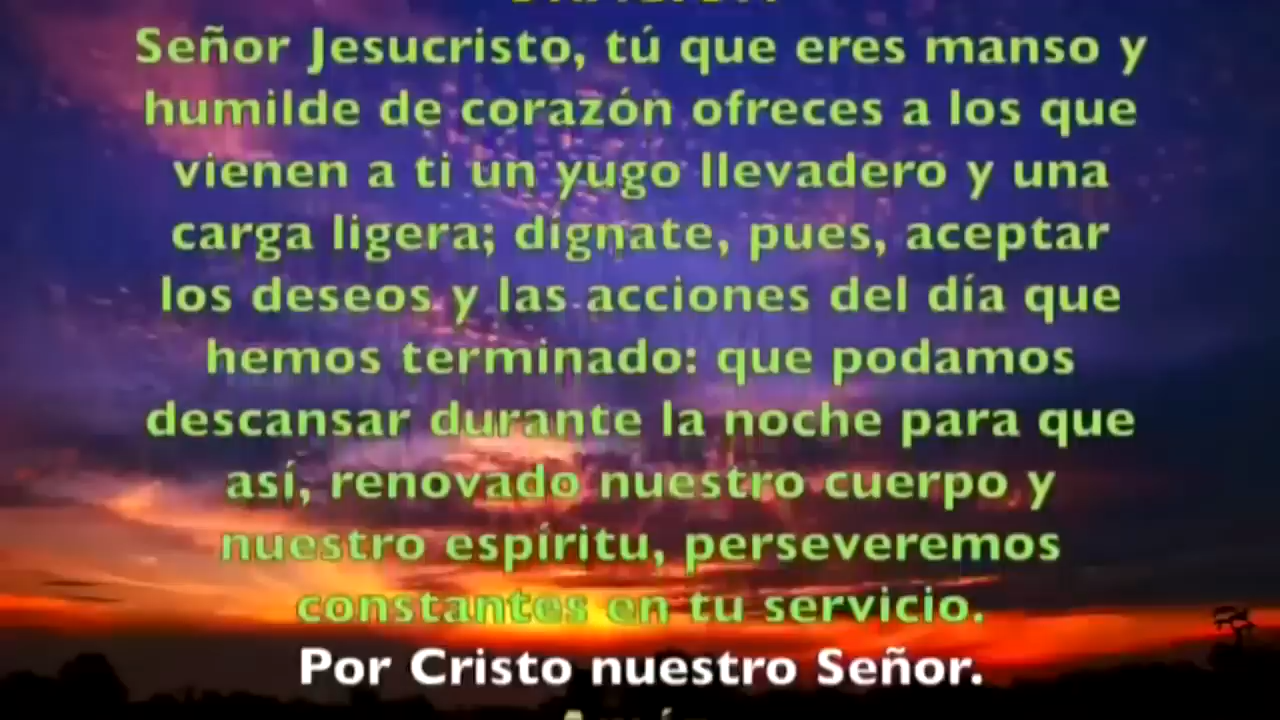 Señor Jesucristo, tú que eres manso y
humilde de corazón ofreces a los que
vienen a ti un yugo llevadero y una
carga ligera; dígnate, pues, aceptar
los deseos y las acciones del día que
hemos terminado: que podamos
descansar durante la noche para que
así, renovado nuestro cuerpo y
nuestro espíritu, perseveremos
constantes en tu servicio.
Por Cristo nuestro Señor.